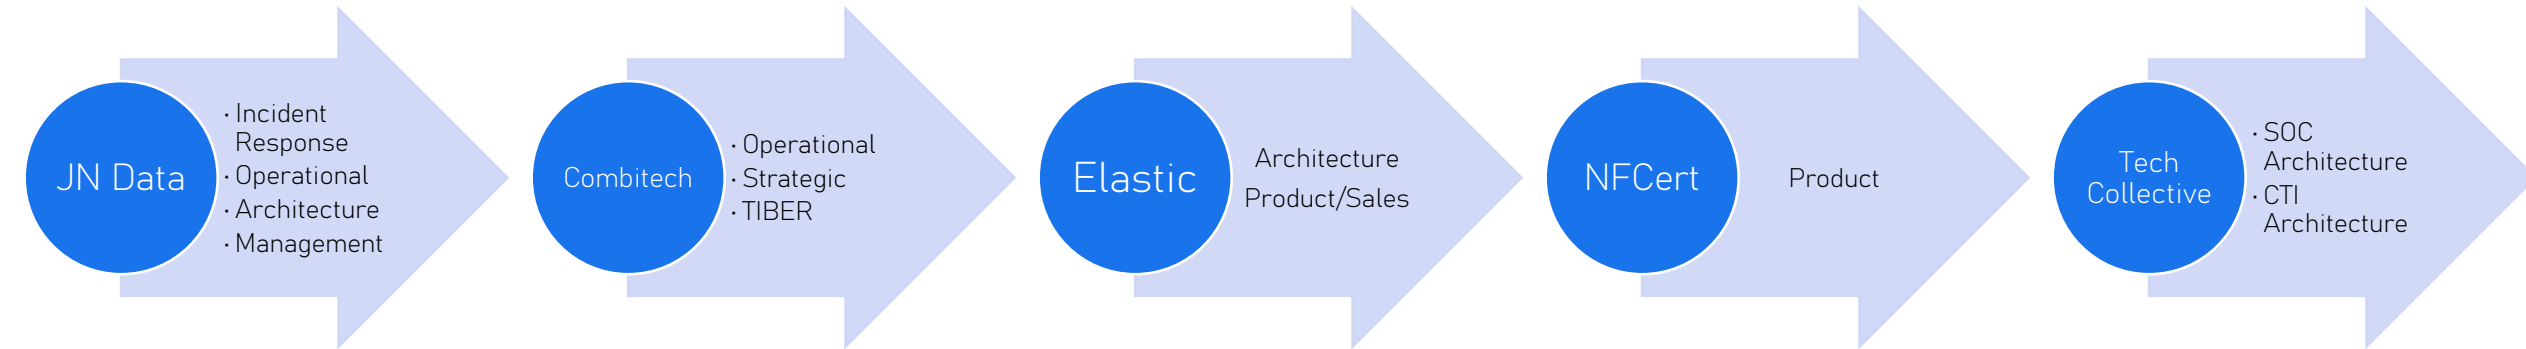 JN Data
· Incident
Response
· Operational
· Architecture
· Management
Combitech
· Operational
· Strategic
· TIBER
Elastic
Architecture
Product/Sales
NFCert
Product
Tech
Collective
· SOC
Architecture
· CTI
Architecture